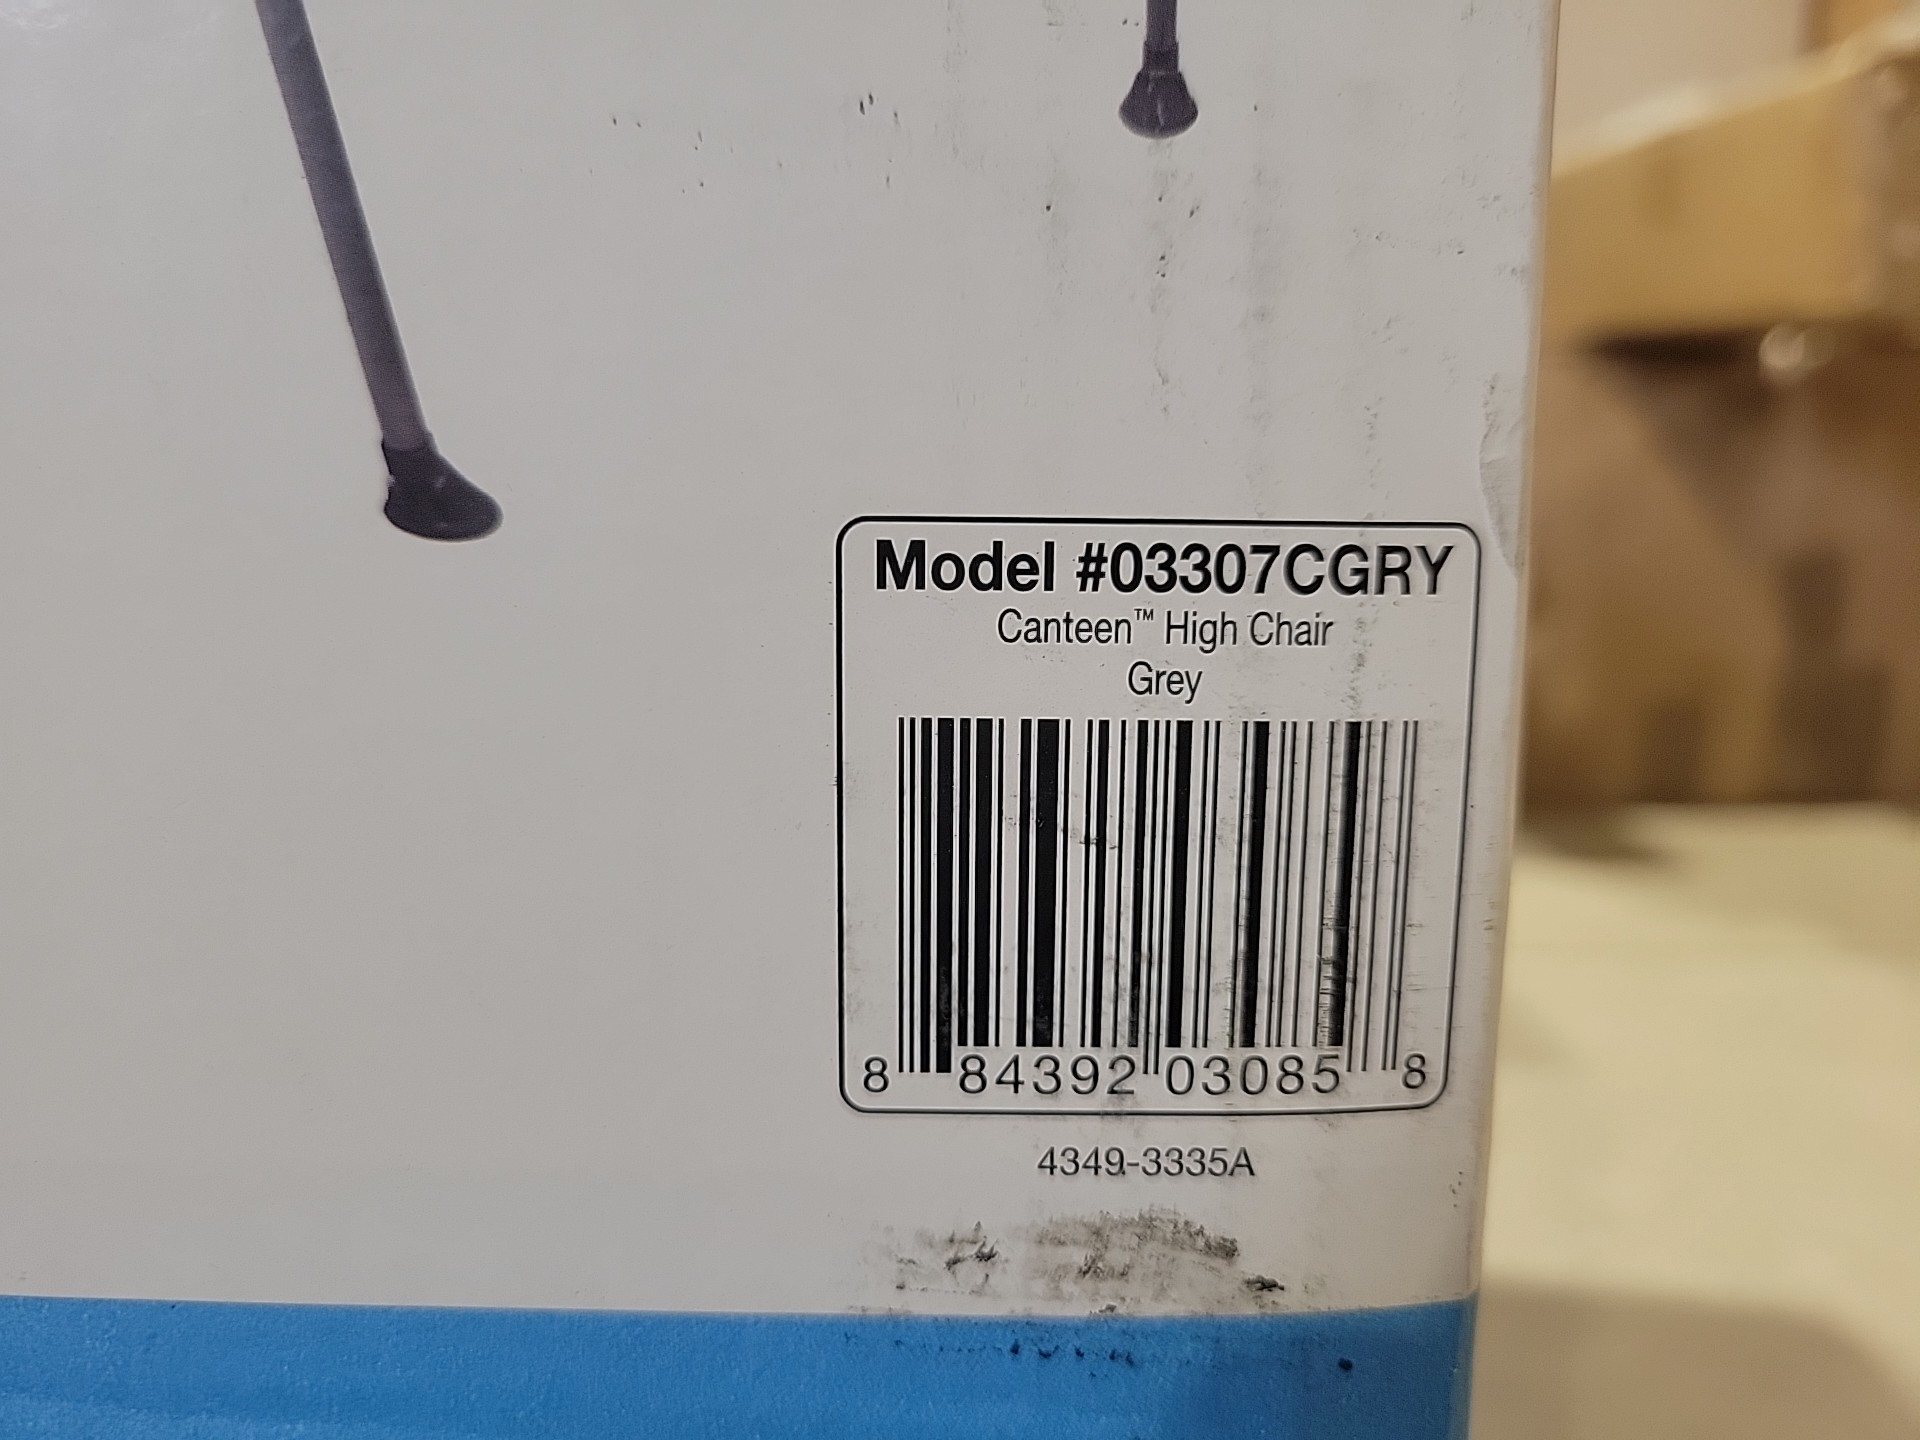 Model #03307CGRY
Canteen™ High Chair
Grey
8 84392 03085 8
4349-3335A